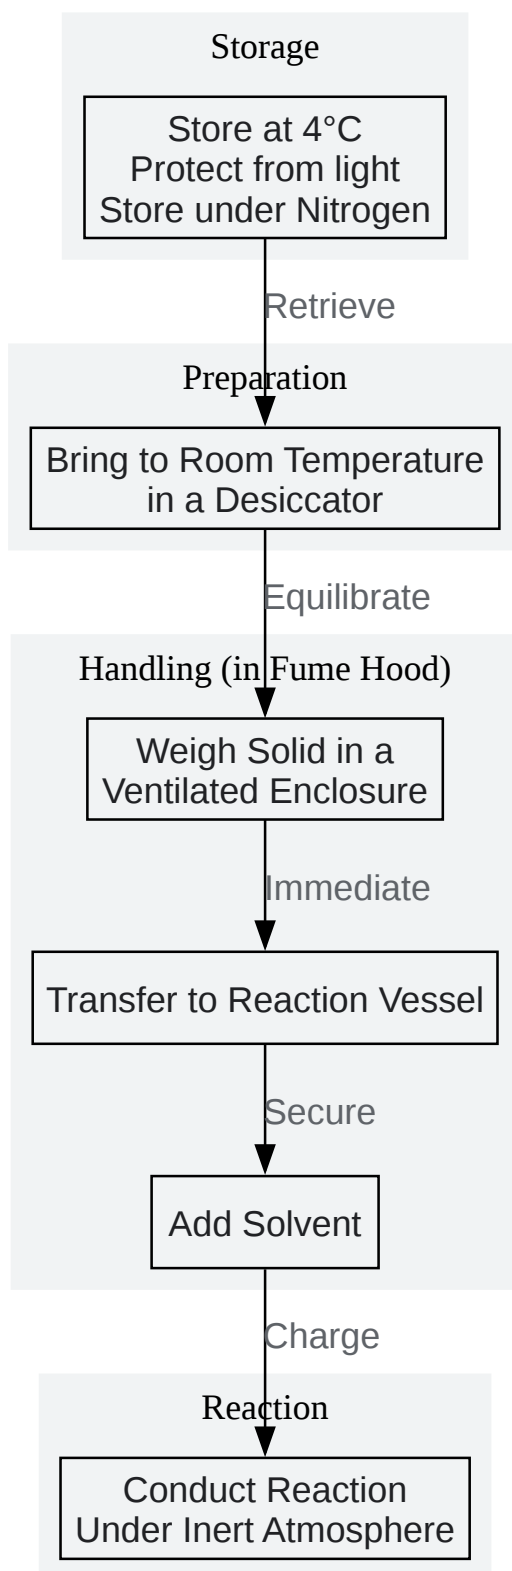 Storage
Store at 4°C
Protect from light
Store under Nitrogen
Retrieve
Preparation
Bring to Room Temperature
in a Desiccator
Equilibrate
Handling (in Fume Hood)
Weigh Solid in a
Ventilated Enclosure
Immediate
Transfer to Reaction Vessel
Secure
Add Solvent
Charge
Reaction
Conduct Reaction
Under Inert Atmosphere